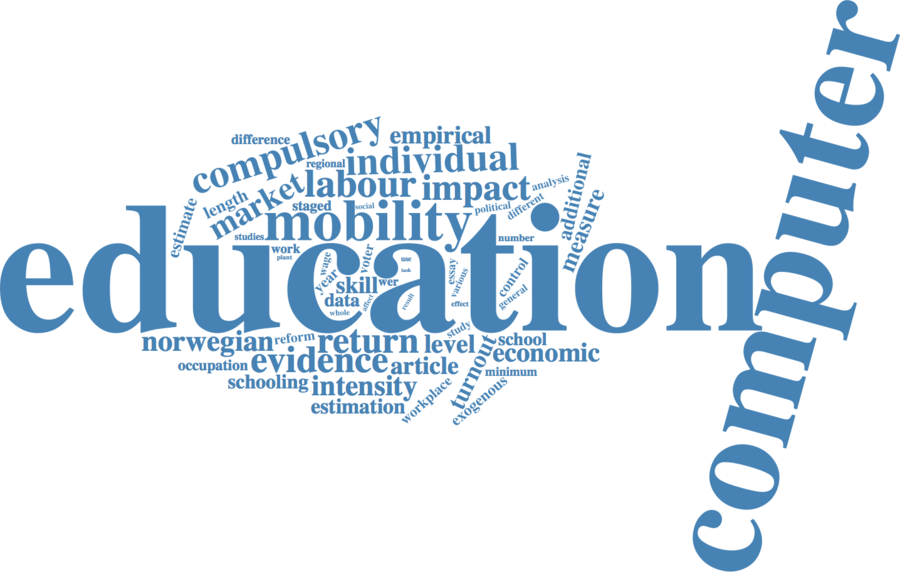 computer
compulsory
difference
empirical
regional
individual
additional
market
labour
impact
analysis
length
staged
social
political
different
measure
estimate
mobility
studies
number
education
work
plant
wage
voter
use
task
essay
various
control
year
skill
wer
data
affect
result
effect
general
whole
norwegian
reform
return
level
study
school
turnout
economic
occupation
evidence
article
minimum
schooling
intensity
workplace
exogenous
estimation